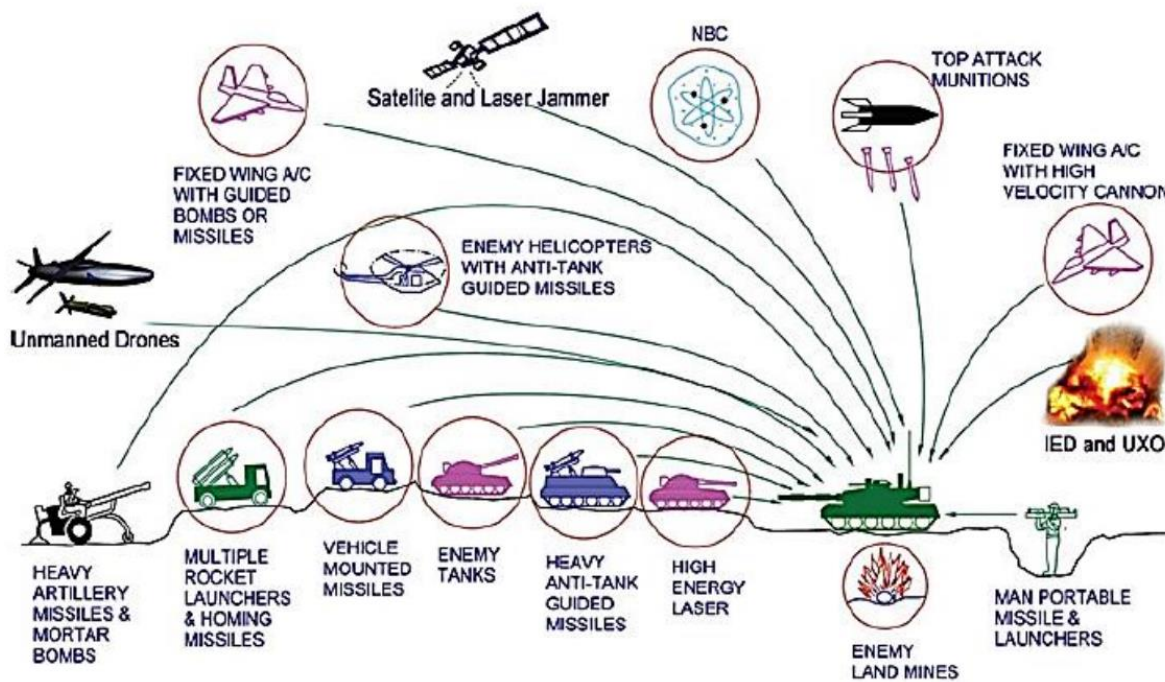 NBC
TOP ATTACK
MUNITIONS
Satelite and Laser Jammer
FIXED WING A/C
WITH GUIDED
BOMBS OR
MISSILES
FIXED WING A/C
WITH HIGH
VELOCITY CANNON
ENEMY HELICOPTERS
WITH ANTI-TANK
GUIDED MISSILES
Unmanned Drones
IED and UXO
HEAVY
ARTILLERY
MISSILES &
MORTAR
BOMBS
MULTIPLE
ROCKET
LAUNCHERS
& HOMING
MISSILES
VEHICLE
MOUNTED
MISSILES
ENEMY
TANKS
HEAVY
ANTI-TANK
GUIDED
MISSILES
HIGH
ENERGY
LASER
ENEMY
LAND MINES
MAN PORTABLE
MISSILE &
LAUNCHERS